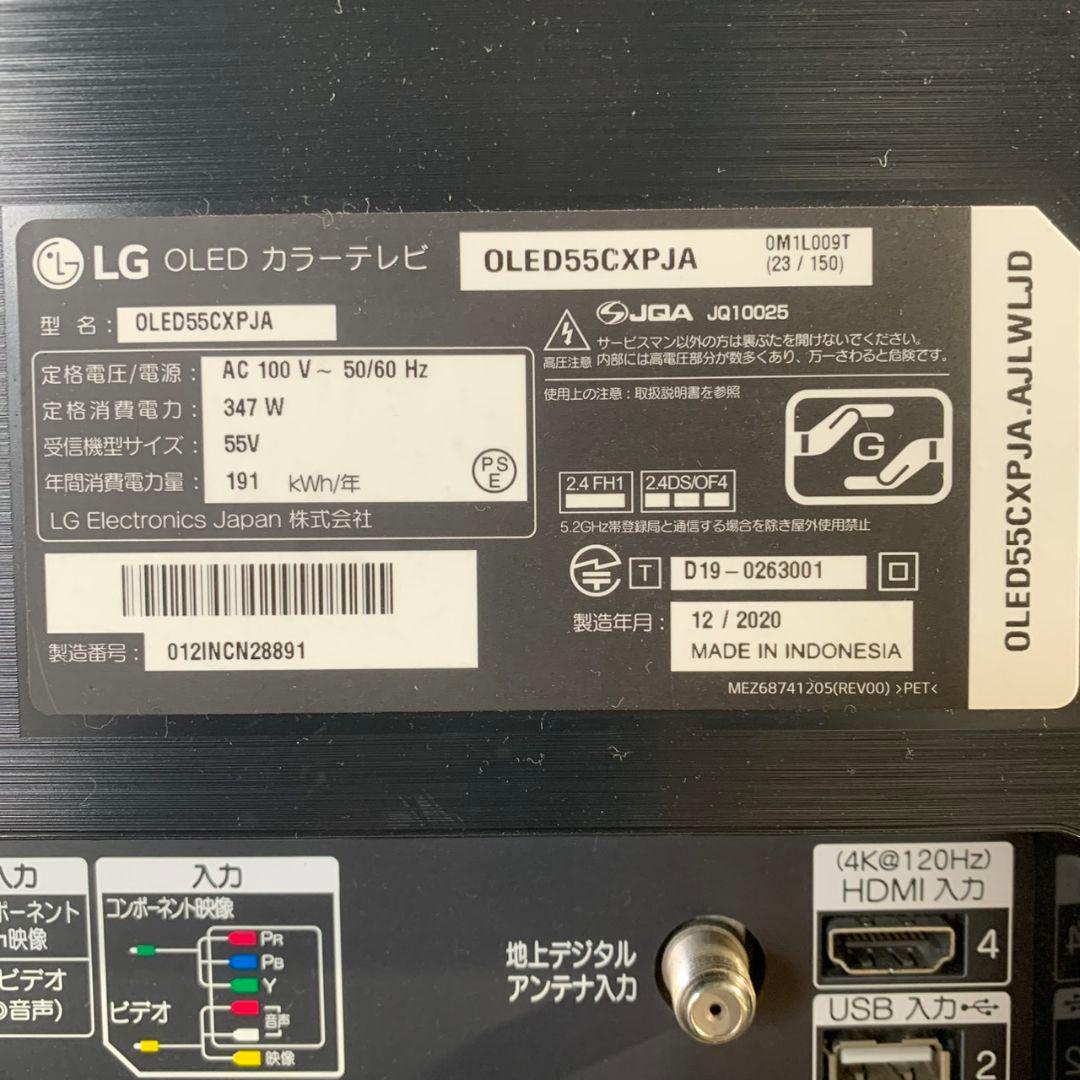 LG OLED カラーテレビ
OLED55CXPJA
0M1L009T
(23 / 150)
型 名 : OLED55CXPJA
定格電圧/電源 : AC 100 V ~ 50/60 Hz
定格消費電力 : 347 W
受信機型サイズ : 55V
年間消費電力量 : 191 kWh/年
PS
E
LG Electronics Japan 株式会社
製造番号 : 012INCN28891
JQA JQ10025
サービスマン以外の方は裏ぶたを開けないでください。
高圧注意 内部には高電圧部分が数多くあり、万一さわると危険です。
使用上の注意 : 取扱説明書を参照
G
2.4 FH1
2.4DS/OF4
5.2GHz帯登録局と通信する場合を除き屋外使用禁止
T D19-0263001
製造年月 : 12 / 2020
MADE IN INDONESIA
MEZ68741205(REV00) >PET<
OLED55CXPJA.AJLWLJD
入力
ポーネント
映像
ビデオ
音声)
入力
コンポーネント映像
PR
PB
Y
ビデオ
音声
映像
地上デジタル
アンテナ入力
(4K@120Hz)
HDMI 入力
4
USB 入力
2